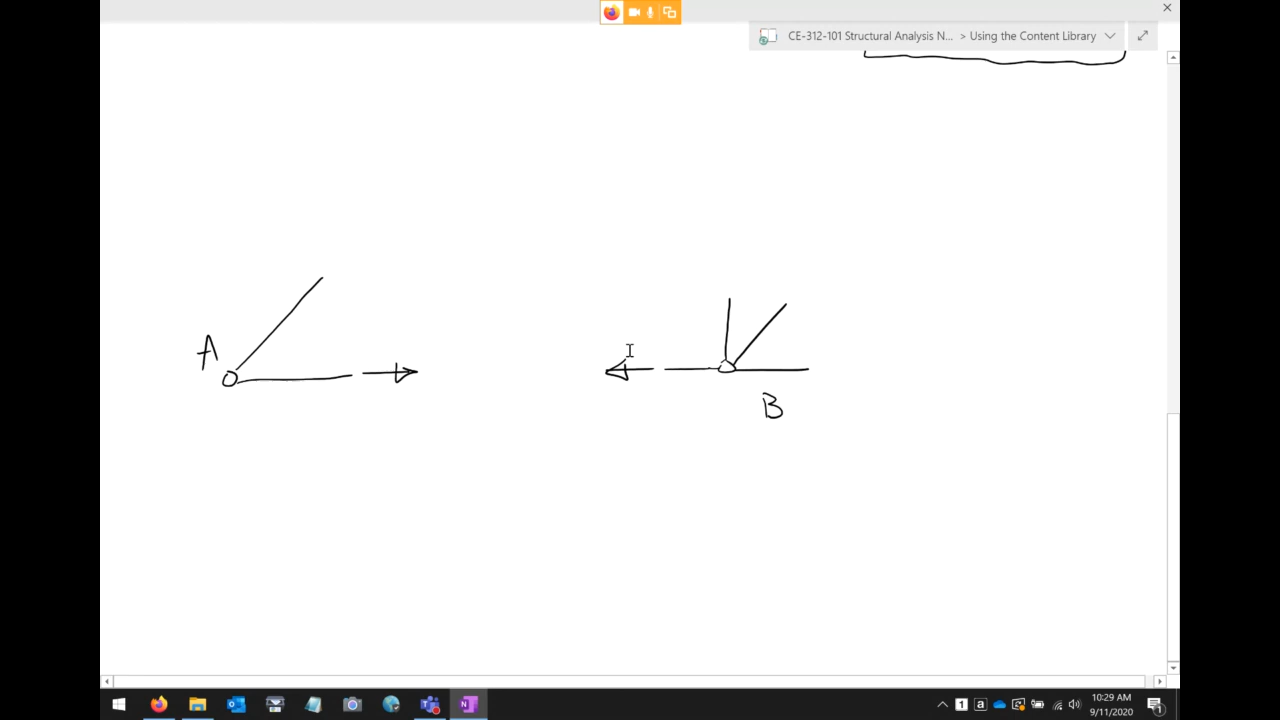 CE-312-101 Structural Analysis N... > Using the Content Library
A
B
10:29 AM
9/11/2020